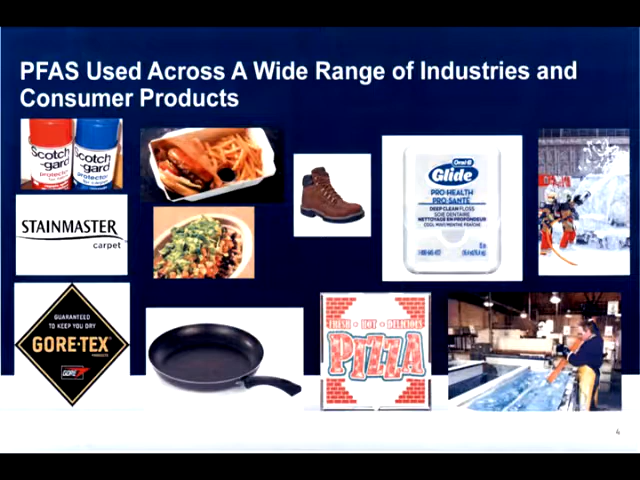 PFAS Used Across A Wide Range of Industries and
Consumer Products
Scotch
-gard
protector
Scotch
-gard
protector
STAINMASTER
carpet
GUARANTEED
TO KEEP YOU DRY
GORE-TEX
PRODUCTS
GORE
Oral-B
Glide
PRO-HEALTH
PRO-SANTÉ
DEEP CLEAN FLOSS
SOIE DENTAIRE
NETTOYAGE EN PROFONDEUR
COOL MINT/MENTHE FRAÎCHE
FRESH • HOT • DELICIOUS
PIZZA
4